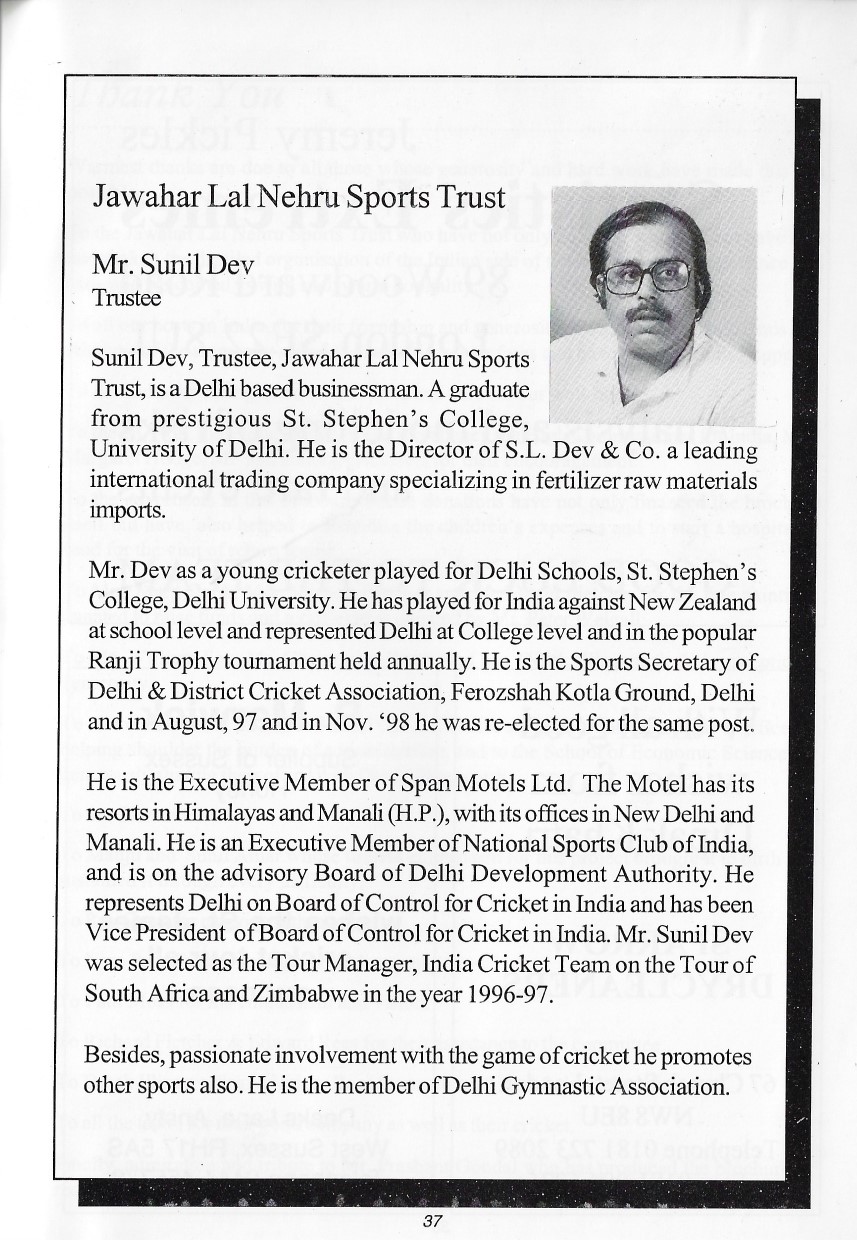 Jawahar Lal Nehru Sports Trust
Mr. Sunil Dev
Trustee
Sunil Dev, Trustee, Jawahar Lal Nehru Sports
Trust, is a Delhi based businessman. A graduate
from prestigious St. Stephen's College,
University of Delhi. He is the Director of S.L. Dev & Co. a leading
international trading company specializing in fertilizer raw materials
imports.
Mr. Dev as a young cricketer played for Delhi Schools, St. Stephen's
College, Delhi University. He has played for India against New Zealand
at school level and represented Delhi at College level and in the popular
Ranji Trophy tournament held annually. He is the Sports Secretary of
Delhi & District Cricket Association, Ferozshah Kotla Ground, Delhi
and in August, 97 and in Nov. ‘98 he was re-elected for the same post.
He is the Executive Member of Span Motels Ltd. The Motel has its
resorts in Himalayas and Manali (H.P.), with its offices in New Delhi and
Manali. He is an Executive Member of National Sports Club of India,
and is on the advisory Board of Delhi Development Authority. He
represents Delhi on Board of Control for Cricket in India and has been
Vice President of Board of Control for Cricket in India. Mr. Sunil Dev
was selected as the Tour Manager, India Cricket Team on the Tour of
South Africa and Zimbabwe in the year 1996-97.
Besides, passionate involvement with the game of cricket he promotes
other sports also. He is the member of Delhi Gymnastic Association.
37